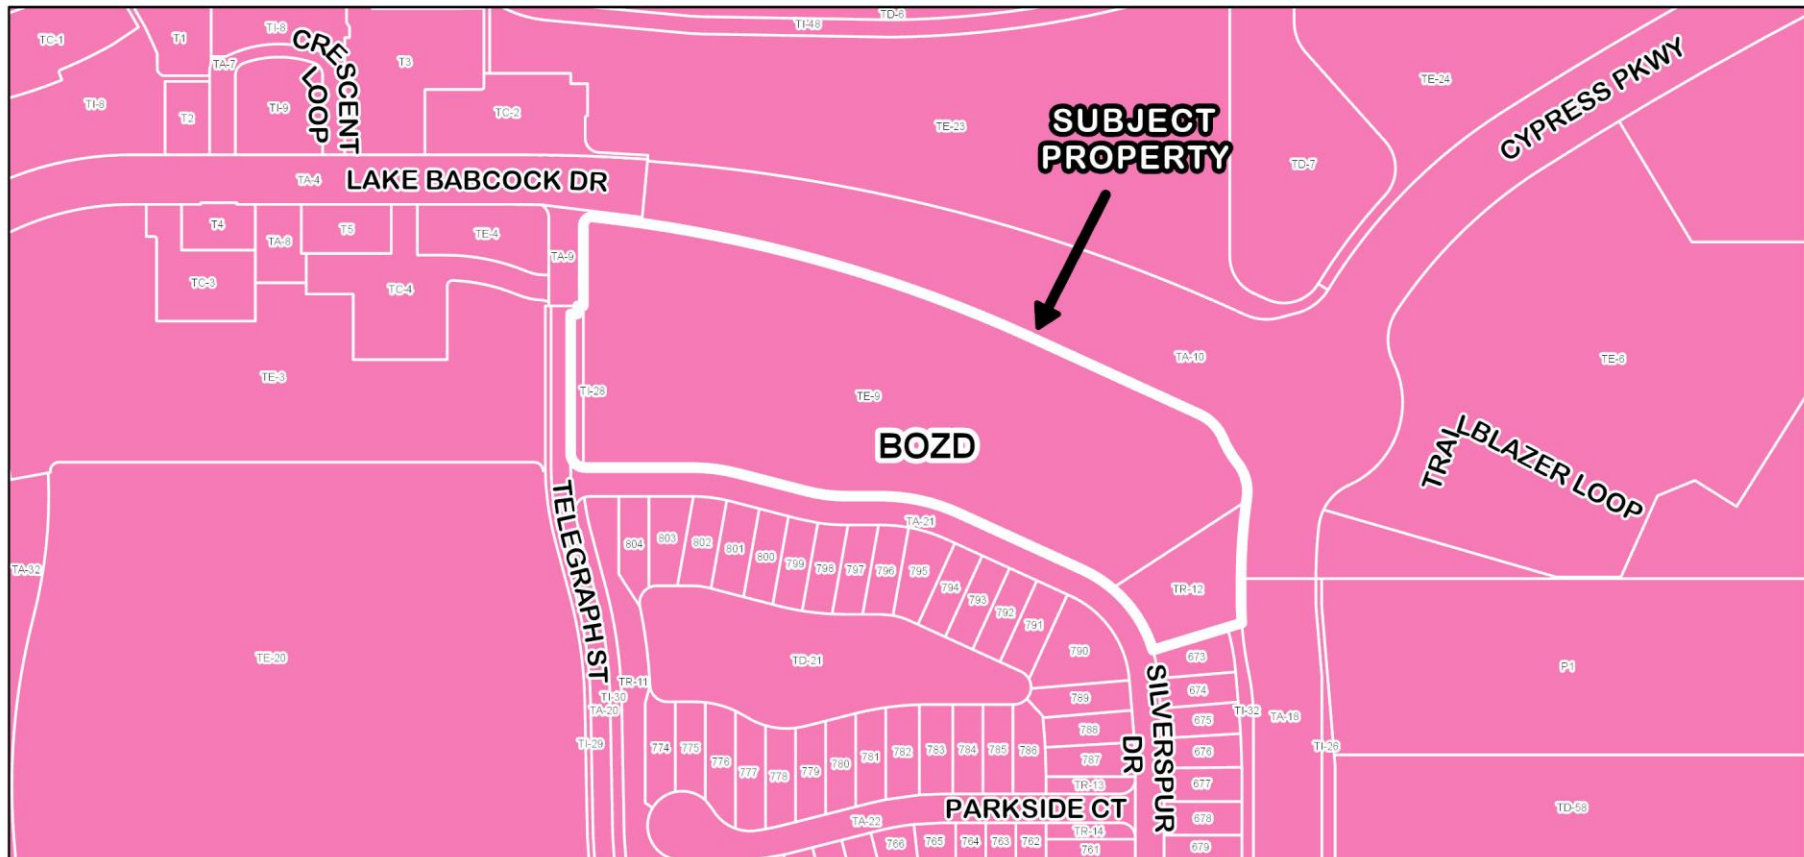 TC-1
T1
TI-8
TI-48
TD-6
TA-7
CRESCENT
LOOP
T3
TE-24
CYPRESS PKWY
TI-8
T2
TI-9
TC-2
TE-23
SUBJECT
PROPERTY
TD-7
TA-4
LAKE BABCOCK DR
T4
TA-8
T5
TE-4
TA-9
TC-3
TC-4
TE-3
TI-28
TE-9
TA-10
TE-6
BOZD
TRAILBLAZER LOOP
TELEGRAPH ST
TA-21
804
803
802
801
800
799
798
797
796
795
794
793
792
791
790
TR-12
TA-32
TE-20
TD-21
TR-11
TI-30
TA-20
TI-29
673
674
675
676
677
678
679
789
788
787
SILVERSPUR
DR
TI-32
TA-18
TI-26
P1
TD-58
774
775
776
777
778
779
780
781
782
783
784
785
786
TR-13
PARKSIDE CT
TA-22
TR-14
766
765
764
763
762
761